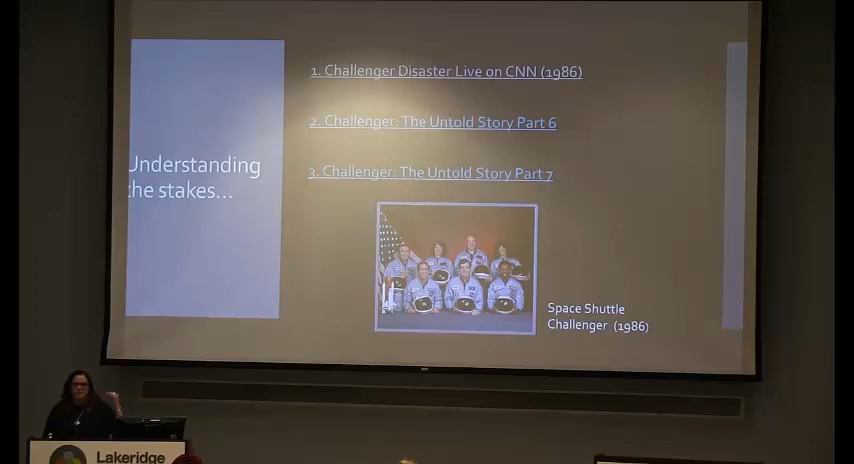 1. Challenger Disaster Live on CNN (1986)
2. Challenger: The Untold Story Part 6
Understanding
the stakes...
3. Challenger: The Untold Story Part 7
Space Shuttle
Challenger (1986)
Lakeridge